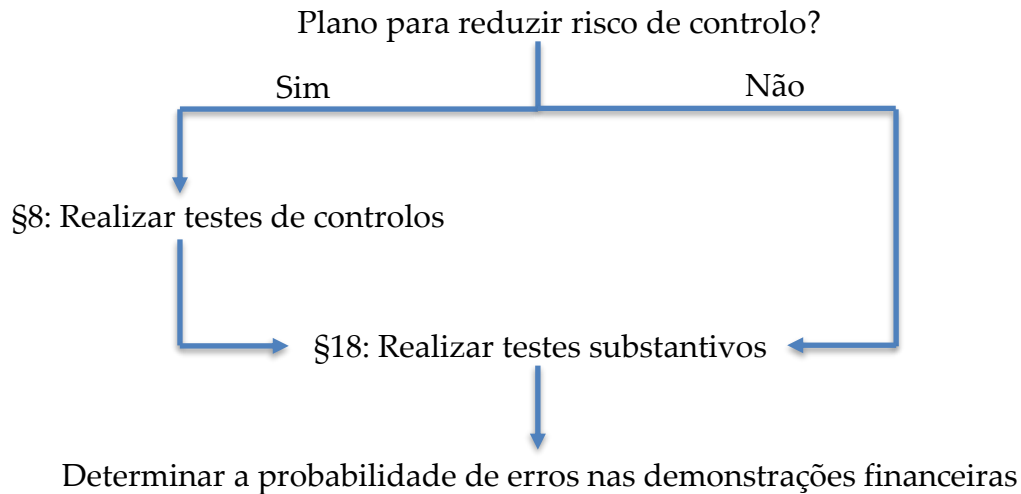 Plano para reduzir risco de controlo?
Sim
Não
§8: Realizar testes de controlos
§18: Realizar testes substantivos
Determinar a probabilidade de erros nas demonstrações financeiras